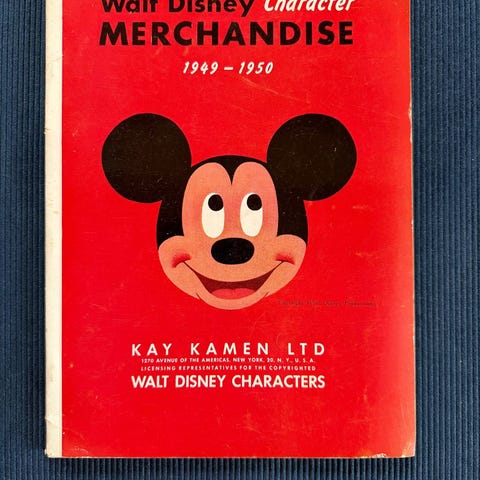 Walt Disney Character
MERCHANDISE
1949 – 1950
KAY KAMEN LTD
1270 AVENUE OF THE AMERICAS, NEW YORK, 20, N. Y., U. S. A.
LICENSING REPRESENTATIVES FOR THE COPYRIGHTED
WALT DISNEY CHARACTERS